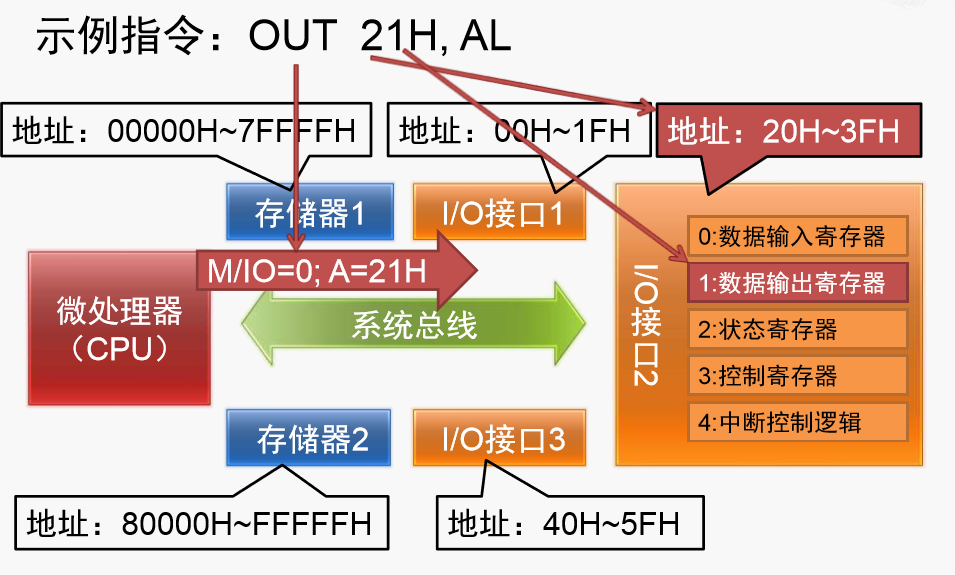 示例指令：OUT 21H, AL
地址：00000H~7FFFFH
地址：00H~1FH
地址：20H~3FH
存储器1
I/O接口1
M/IO=0; A=21H
微处理器
（CPU）
系统总线
I/O接口2
0:数据输入寄存器
1:数据输出寄存器
2:状态寄存器
3:控制寄存器
4:中断控制逻辑
存储器2
I/O接口3
地址：80000H~FFFFFH
地址：40H~5FH